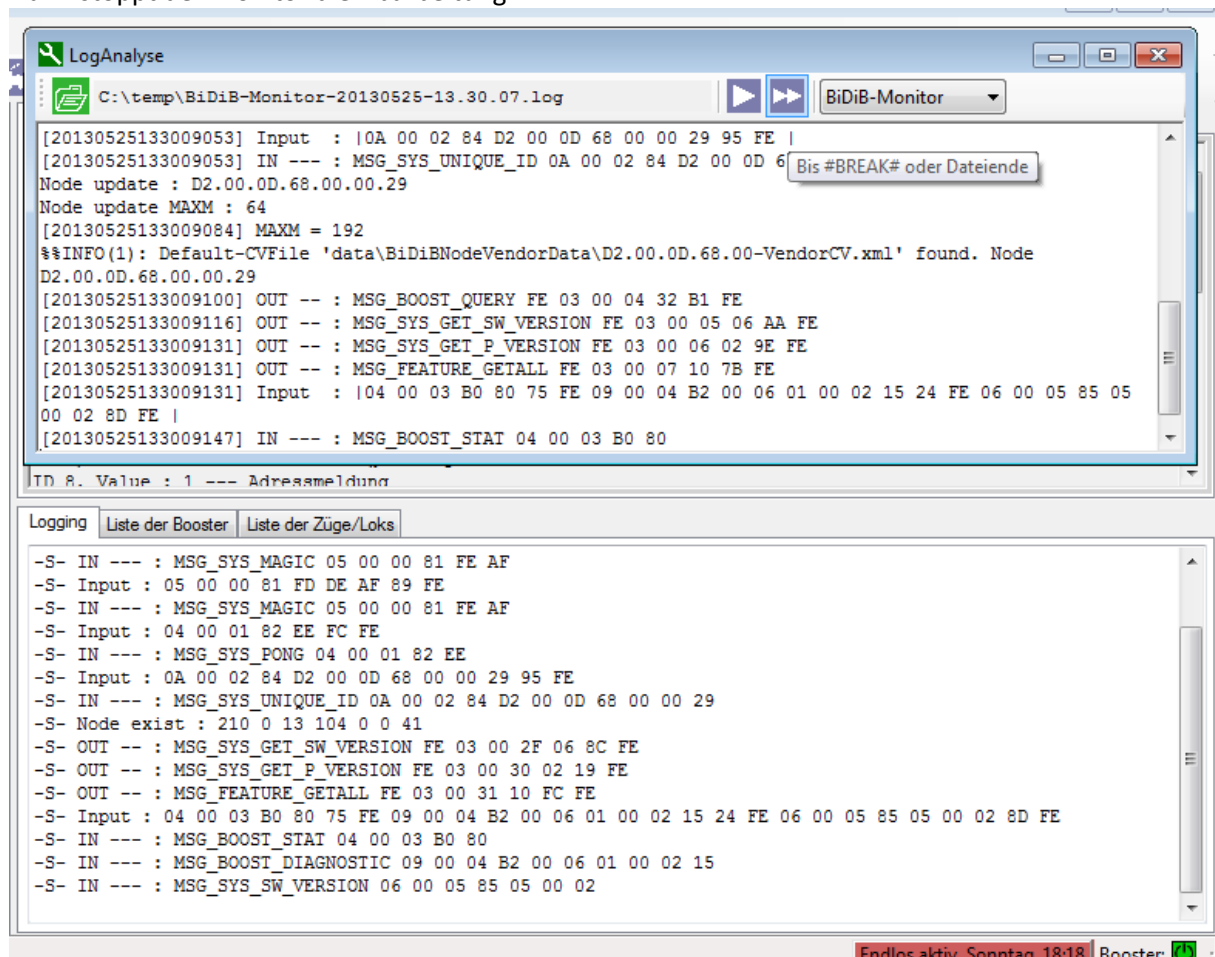 LogAnalyse
C:\temp\BiDiB-Monitor-20130525-13.30.07.log
BiDiB-Monitor
[20130525133009053] Input  : |0A 00 02 84 D2 00 0D 68 00 00 29 95 FE |
[20130525133009053] IN --- : MSG_SYS_UNIQUE_ID 0A 00 02 84 D2 00 0D 6
Bis #BREAK# oder Dateiende
Node update : D2.00.0D.68.00.00.29
Node update MAXM : 64
[20130525133009084] MAXM = 192
%%INFO(1): Default-CVFile 'data\BiDiBNodeVendorData\D2.00.0D.68.00-VendorCV.xml' found. Node
D2.00.0D.68.00.00.29
[20130525133009100] OUT -- : MSG_BOOST_QUERY FE 03 00 04 32 B1 FE
[20130525133009116] OUT -- : MSG_SYS_GET_SW_VERSION FE 03 00 05 06 AA FE
[20130525133009131] OUT -- : MSG_SYS_GET_P_VERSION FE 03 00 06 02 9E FE
[20130525133009131] OUT -- : MSG_FEATURE_GETALL FE 03 00 07 10 7B FE
[20130525133009131] Input  : |04 00 03 B0 80 75 FE 09 00 04 B2 00 06 01 00 02 15 24 FE 06 00 05 85 05
00 02 8D FE |
[20130525133009147] IN --- : MSG_BOOST_STAT 04 00 03 B0 80
ID 8. Value : 1 --- Adressmeldung
Logging Liste der Booster Liste der Züge/Loks
-S- IN --- : MSG_SYS_MAGIC 05 00 00 81 FE AF
-S- Input : 05 00 00 81 FD DE AF 89 FE
-S- IN --- : MSG_SYS_MAGIC 05 00 00 81 FE AF
-S- Input : 04 00 01 82 EE FC FE
-S- IN --- : MSG_SYS_PONG 04 00 01 82 EE
-S- Input : 0A 00 02 84 D2 00 0D 68 00 00 29 95 FE
-S- IN --- : MSG_SYS_UNIQUE_ID 0A 00 02 84 D2 00 0D 68 00 00 29
-S- Node exist : 210 0 13 104 0 0 41
-S- OUT -- : MSG_SYS_GET_SW_VERSION FE 03 00 2F 06 8C FE
-S- OUT -- : MSG_SYS_GET_P_VERSION FE 03 00 30 02 19 FE
-S- OUT -- : MSG_FEATURE_GETALL FE 03 00 31 10 FC FE
-S- Input : 04 00 03 B0 80 75 FE 09 00 04 B2 00 06 01 00 02 15 24 FE 06 00 05 85 05 00 02 8D FE
-S- IN --- : MSG_BOOST_STAT 04 00 03 B0 80
-S- IN --- : MSG_BOOST_DIAGNOSTIC 09 00 04 B2 00 06 01 00 02 15
-S- IN --- : MSG_SYS_SW_VERSION 06 00 05 85 05 00 02
Endlos aktiv, Sonntag, 18:18 Booster: